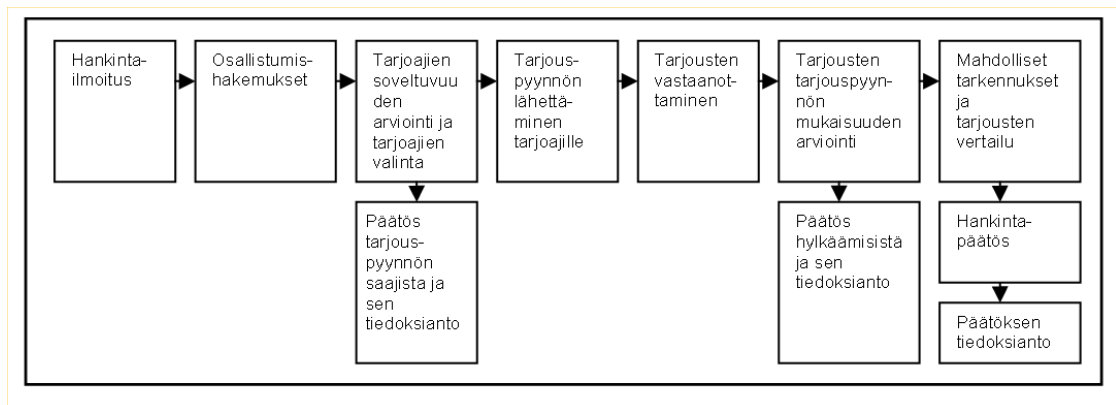 Hankinta-
ilmoitus
Osallistumis-
hakemukset
Tarjoajien
soveltuvuu
den
arviointi ja
tarjoajien
valinta
Tarjous-
pyynnön
lähettä-
minen
tarjoajille
Tarjousten
vastaanot-
taminen
Tarjousten
tarjouspyyn-
nön
mukaisuuden
arviointi
Mahdolliset
tarkennukset
ja
tarjousten
vertailu
Päätös
tarjous-
pyynnön
saajista ja
sen
tiedoksianto
Päätös
hylkäämisistä
ja sen
tiedoksianto
Hankinta-
päätös
Päätöksen
tiedoksianto